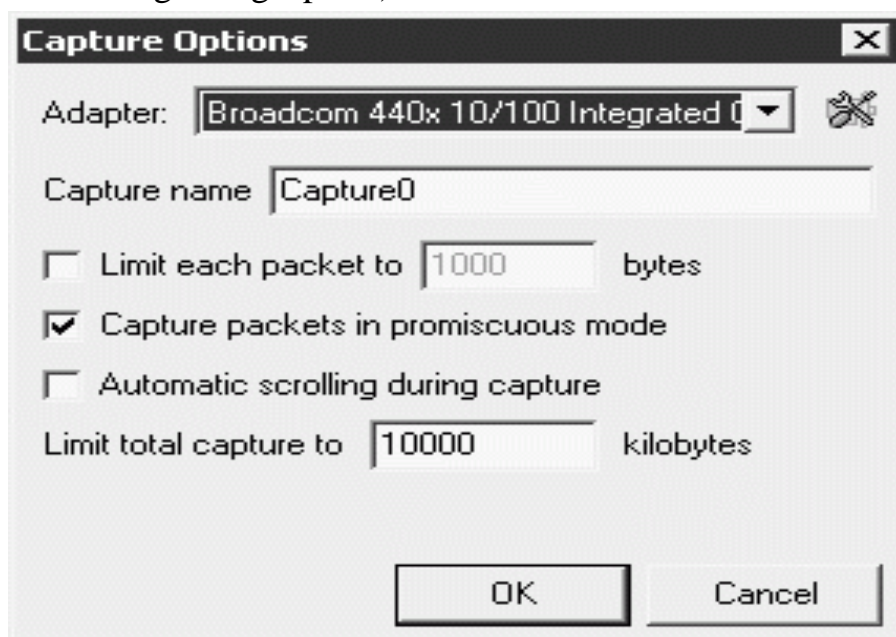 Capture Options
Adapter: Broadcom 440x 10/100 Integrated
Capture name Capture0
Limit each packet to 1000 bytes
Capture packets in promiscuous mode
Automatic scrolling during capture
Limit total capture to 10000 kilobytes
OK Cancel